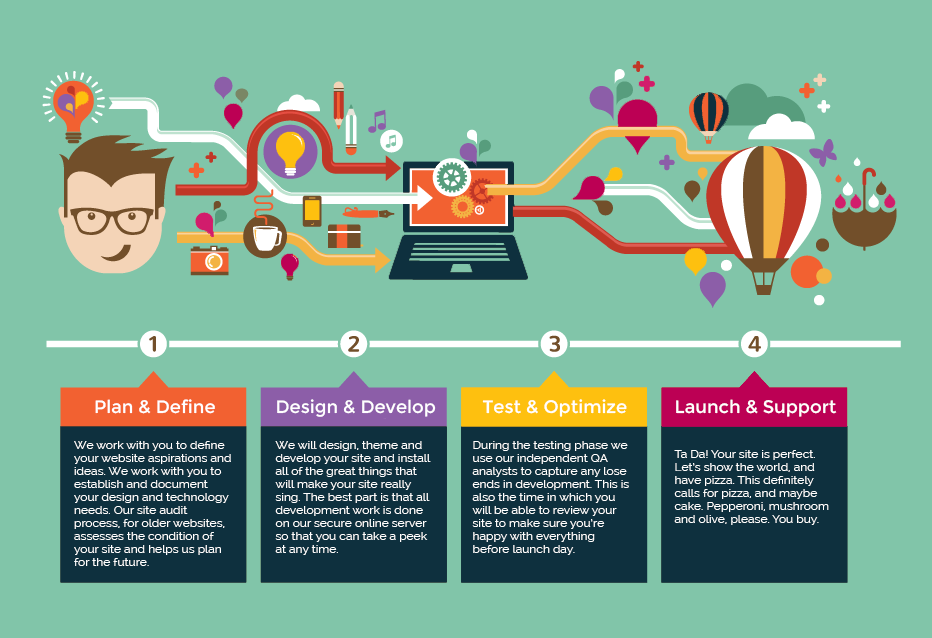 1
2
3
4
Plan & Define
We work with you to define
your website aspirations and
ideas. We work with you to
establish and document
your design and technology
needs. Our site audit
process, for older websites,
assesses the condition of
your site and helps us plan
for the future.
Design & Develop
We will design, theme and
develop your site and install
all of the great things that
will make your site really
sing. The best part is that all
development work is done
on our secure online server
so that you can take a peek
at any time.
Test & Optimize
During the testing phase we
use our independent QA
analysts to capture any lose
ends in development. This is
also the time in which you
will be able to review your
site to make sure you're
happy with everything
before launch day.
Launch & Support
Ta Da! Your site is perfect.
Let's show the world, and
have pizza. This definitely
calls for pizza, and maybe
cake. Pepperoni, mushroom
and olive, please. You buy.